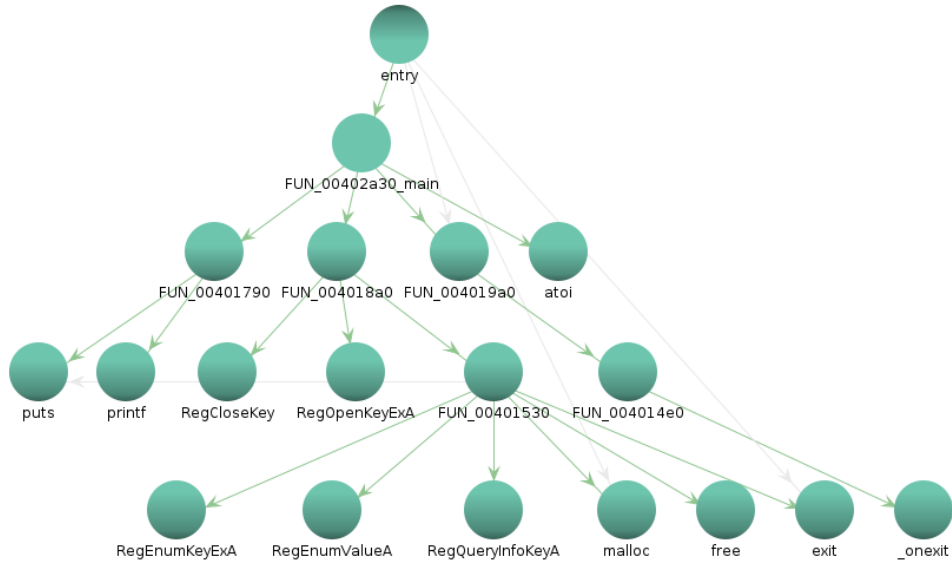 entry
FUN_00402a30_main
FUN_00401790
FUN_004018a0
FUN_004019a0
atoi
puts
printf
RegCloseKey
RegOpenKeyExA
FUN_00401530
FUN_004014e0
RegEnumKeyExA
RegEnumValueA
RegQueryInfoKeyA
malloc
free
exit
_onexit